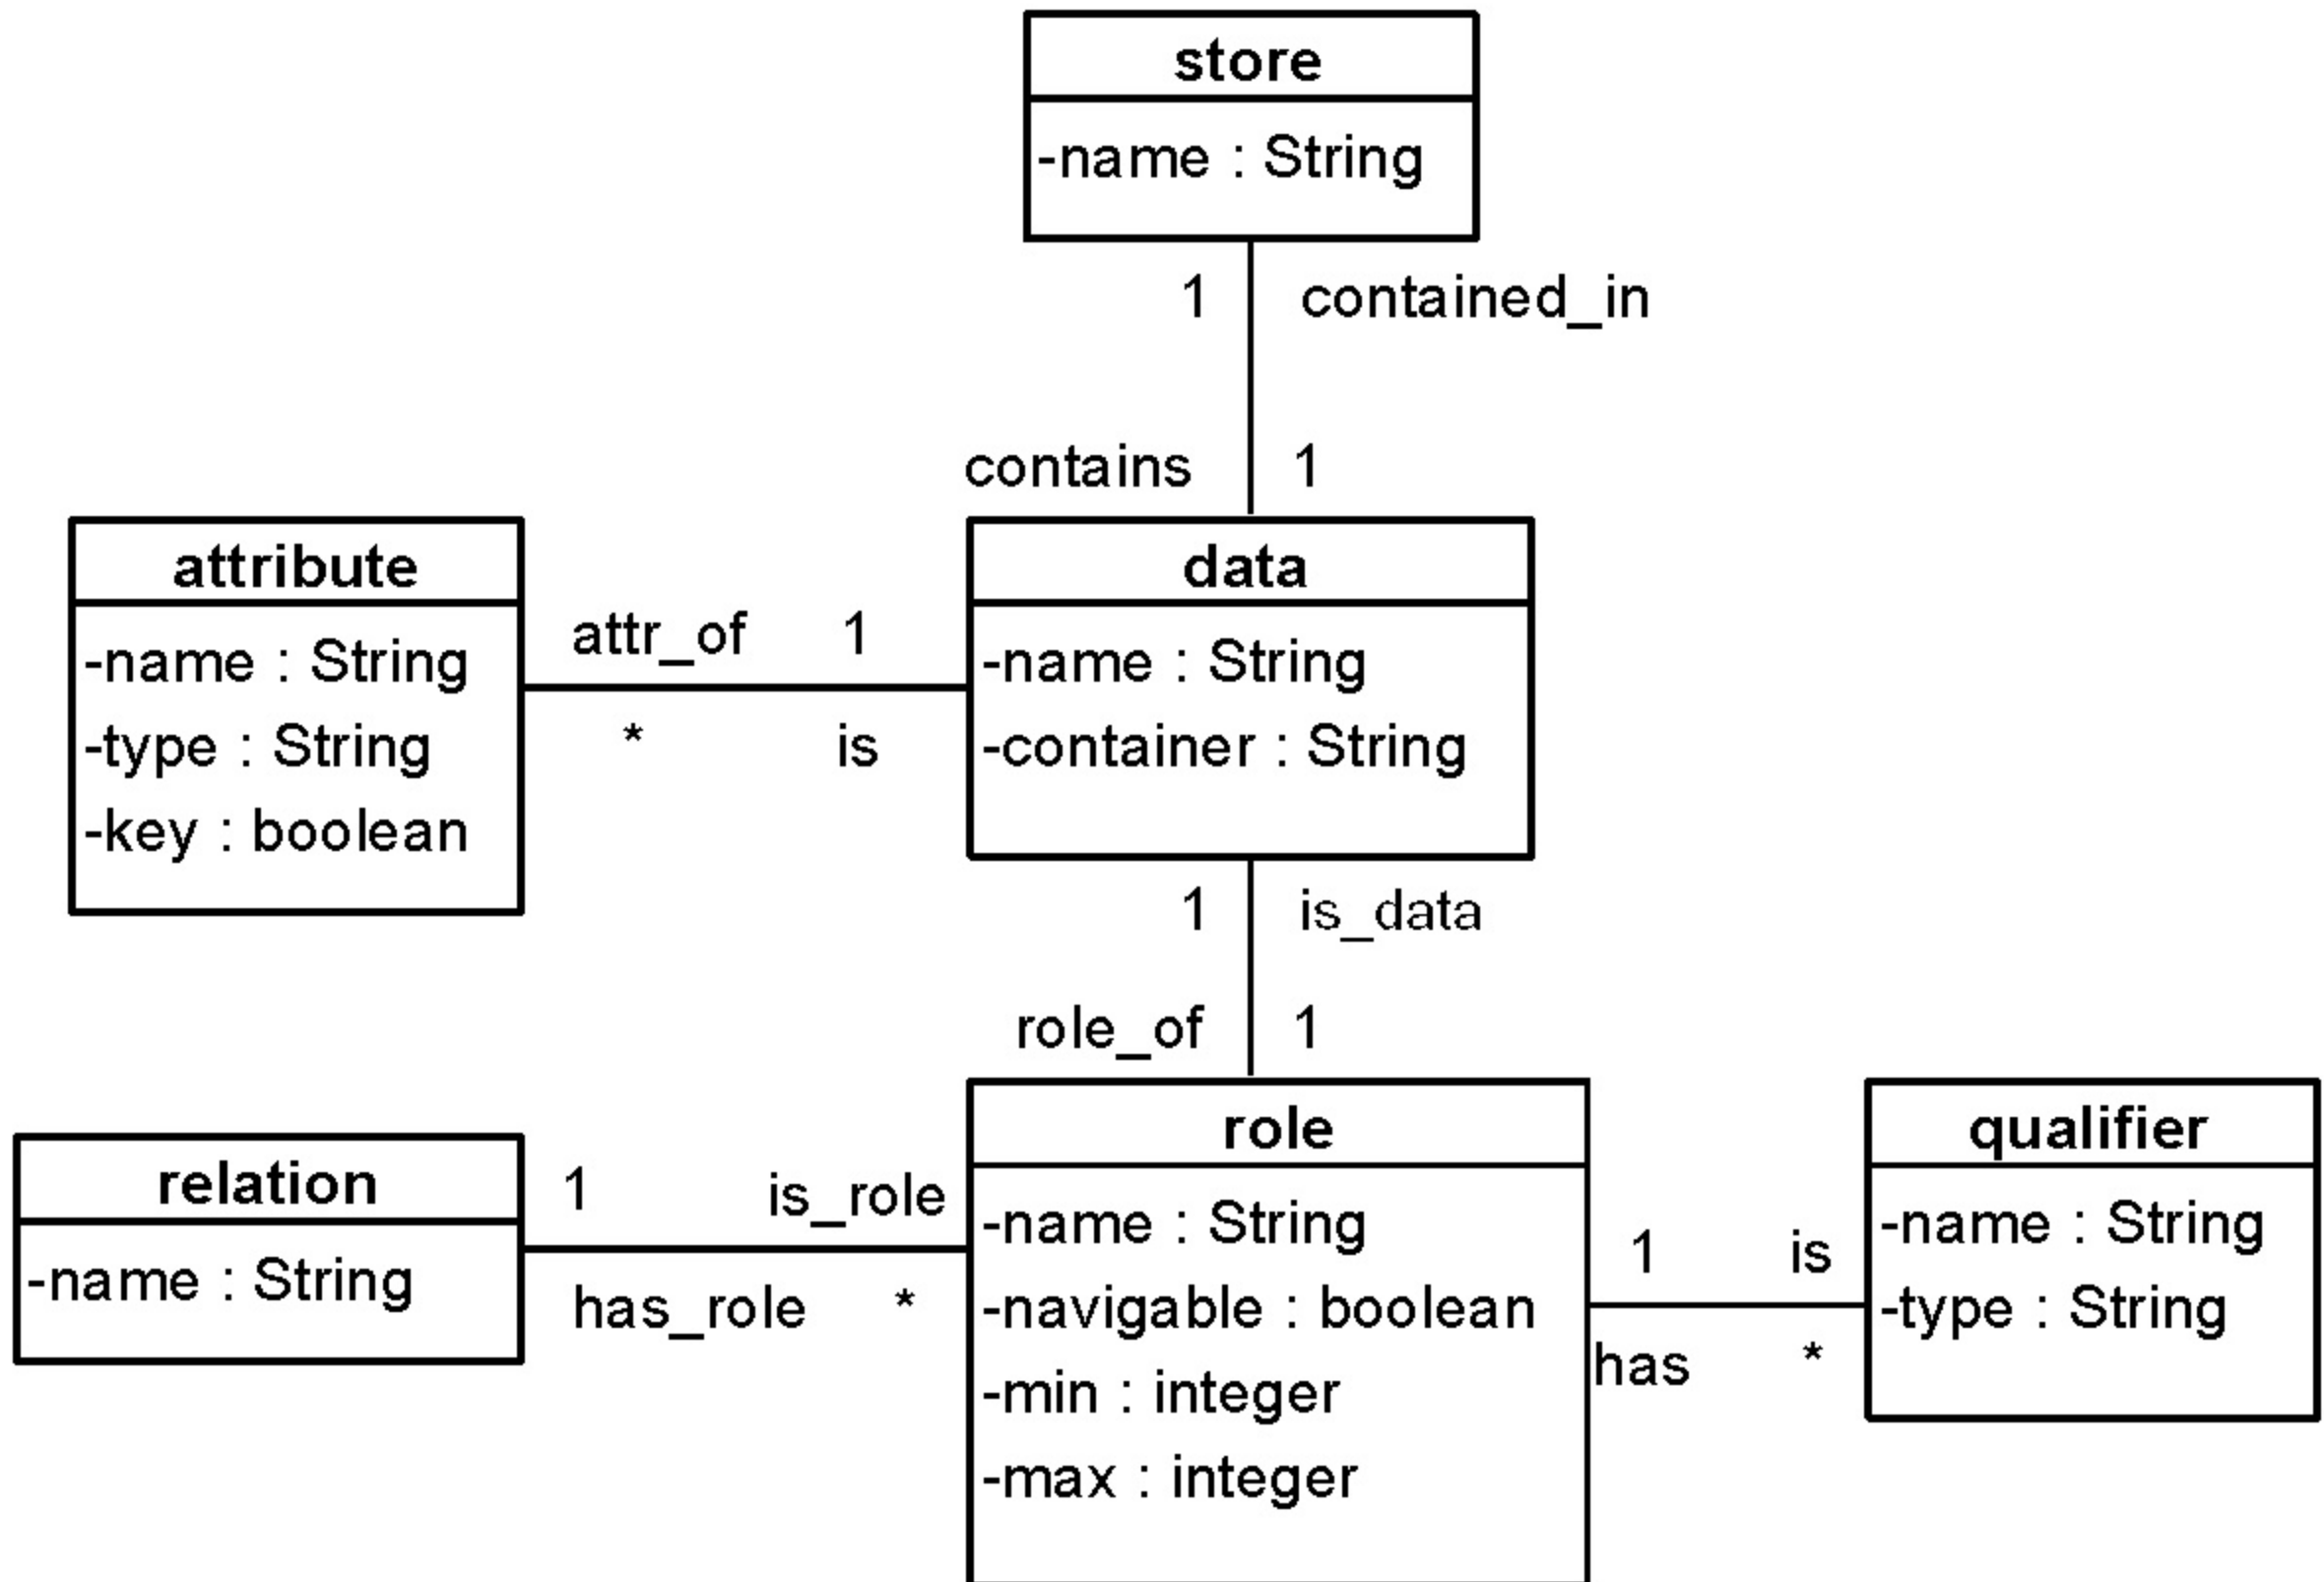 store
-name : String
1 contained_in
contains 1
attribute
-name : String
-type : String
-key : boolean
attr_of 1
* is
data
-name : String
-container : String
1 is_data
role_of 1
relation
-name : String
1 is_role
has_role *
role
-name : String
-navigable : boolean
-min : integer
-max : integer
1 is
has *
qualifier
-name : String
-type : String